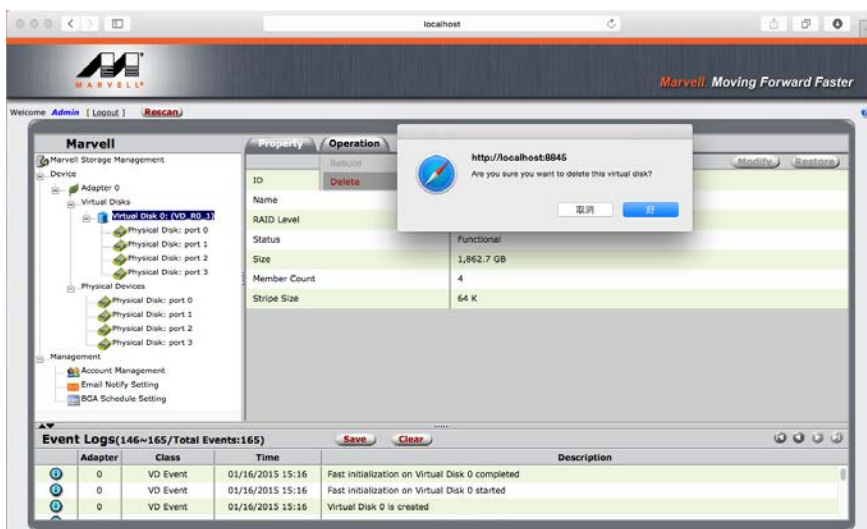 localhost
MARVELL
Marvell. Moving Forward Faster
Welcome Admin [ Logout ] Rescan
Marvell
Marvell Storage Management
Device
Adapter 0
Virtual Disks
Virtual Disk 0: (VD_R0_1)
Physical Disk: port 0
Physical Disk: port 1
Physical Disk: port 2
Physical Disk: port 3
Physical Devices
Physical Disk: port 0
Physical Disk: port 1
Physical Disk: port 2
Physical Disk: port 3
Management
Account Management
Email Notify Setting
BGA Schedule Setting
Property Operation
Rebuild
Delete
Modify Restore
http://localhost:8845
Are you sure you want to delete this virtual disk?
取消 好
ID
Name
RAID Level
Status Functional
Size 1,862.7 GB
Member Count 4
Stripe Size 64 K
Event Logs(146~165/Total Events:165) Save Clear
Adapter Class Time Description
0 VD Event 01/16/2015 15:16 Fast initialization on Virtual Disk 0 completed
0 VD Event 01/16/2015 15:16 Fast initialization on Virtual Disk 0 started
0 VD Event 01/16/2015 15:16 Virtual Disk 0 is created